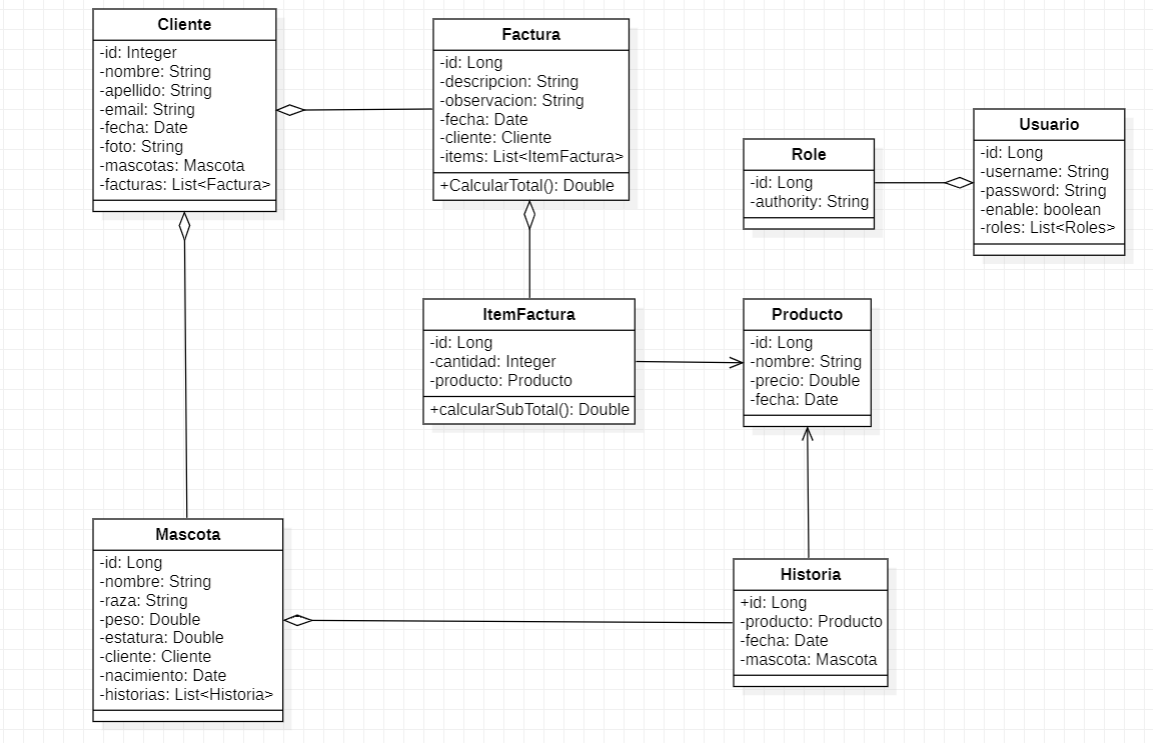 Cliente
-id: Integer
-nombre: String
-apellido: String
-email: String
-fecha: Date
-foto: String
-mascotas: Mascota
-facturas: List<Factura>
Factura
-id: Long
-descripcion: String
-observacion: String
-fecha: Date
-cliente: Cliente
-items: List<ItemFactura>
+CalcularTotal(): Double
Role
-id: Long
-authority: String
Usuario
-id: Long
-username: String
-password: String
-enable: boolean
-roles: List<Roles>
ItemFactura
-id: Long
-cantidad: Integer
-producto: Producto
+calcularSubTotal(): Double
Producto
-id: Long
-nombre: String
-precio: Double
-fecha: Date
Mascota
-id: Long
-nombre: String
-raza: String
-peso: Double
-estatura: Double
-cliente: Cliente
-nacimiento: Date
-historias: List<Historia>
Historia
+id: Long
-producto: Producto
-fecha: Date
-mascota: Mascota